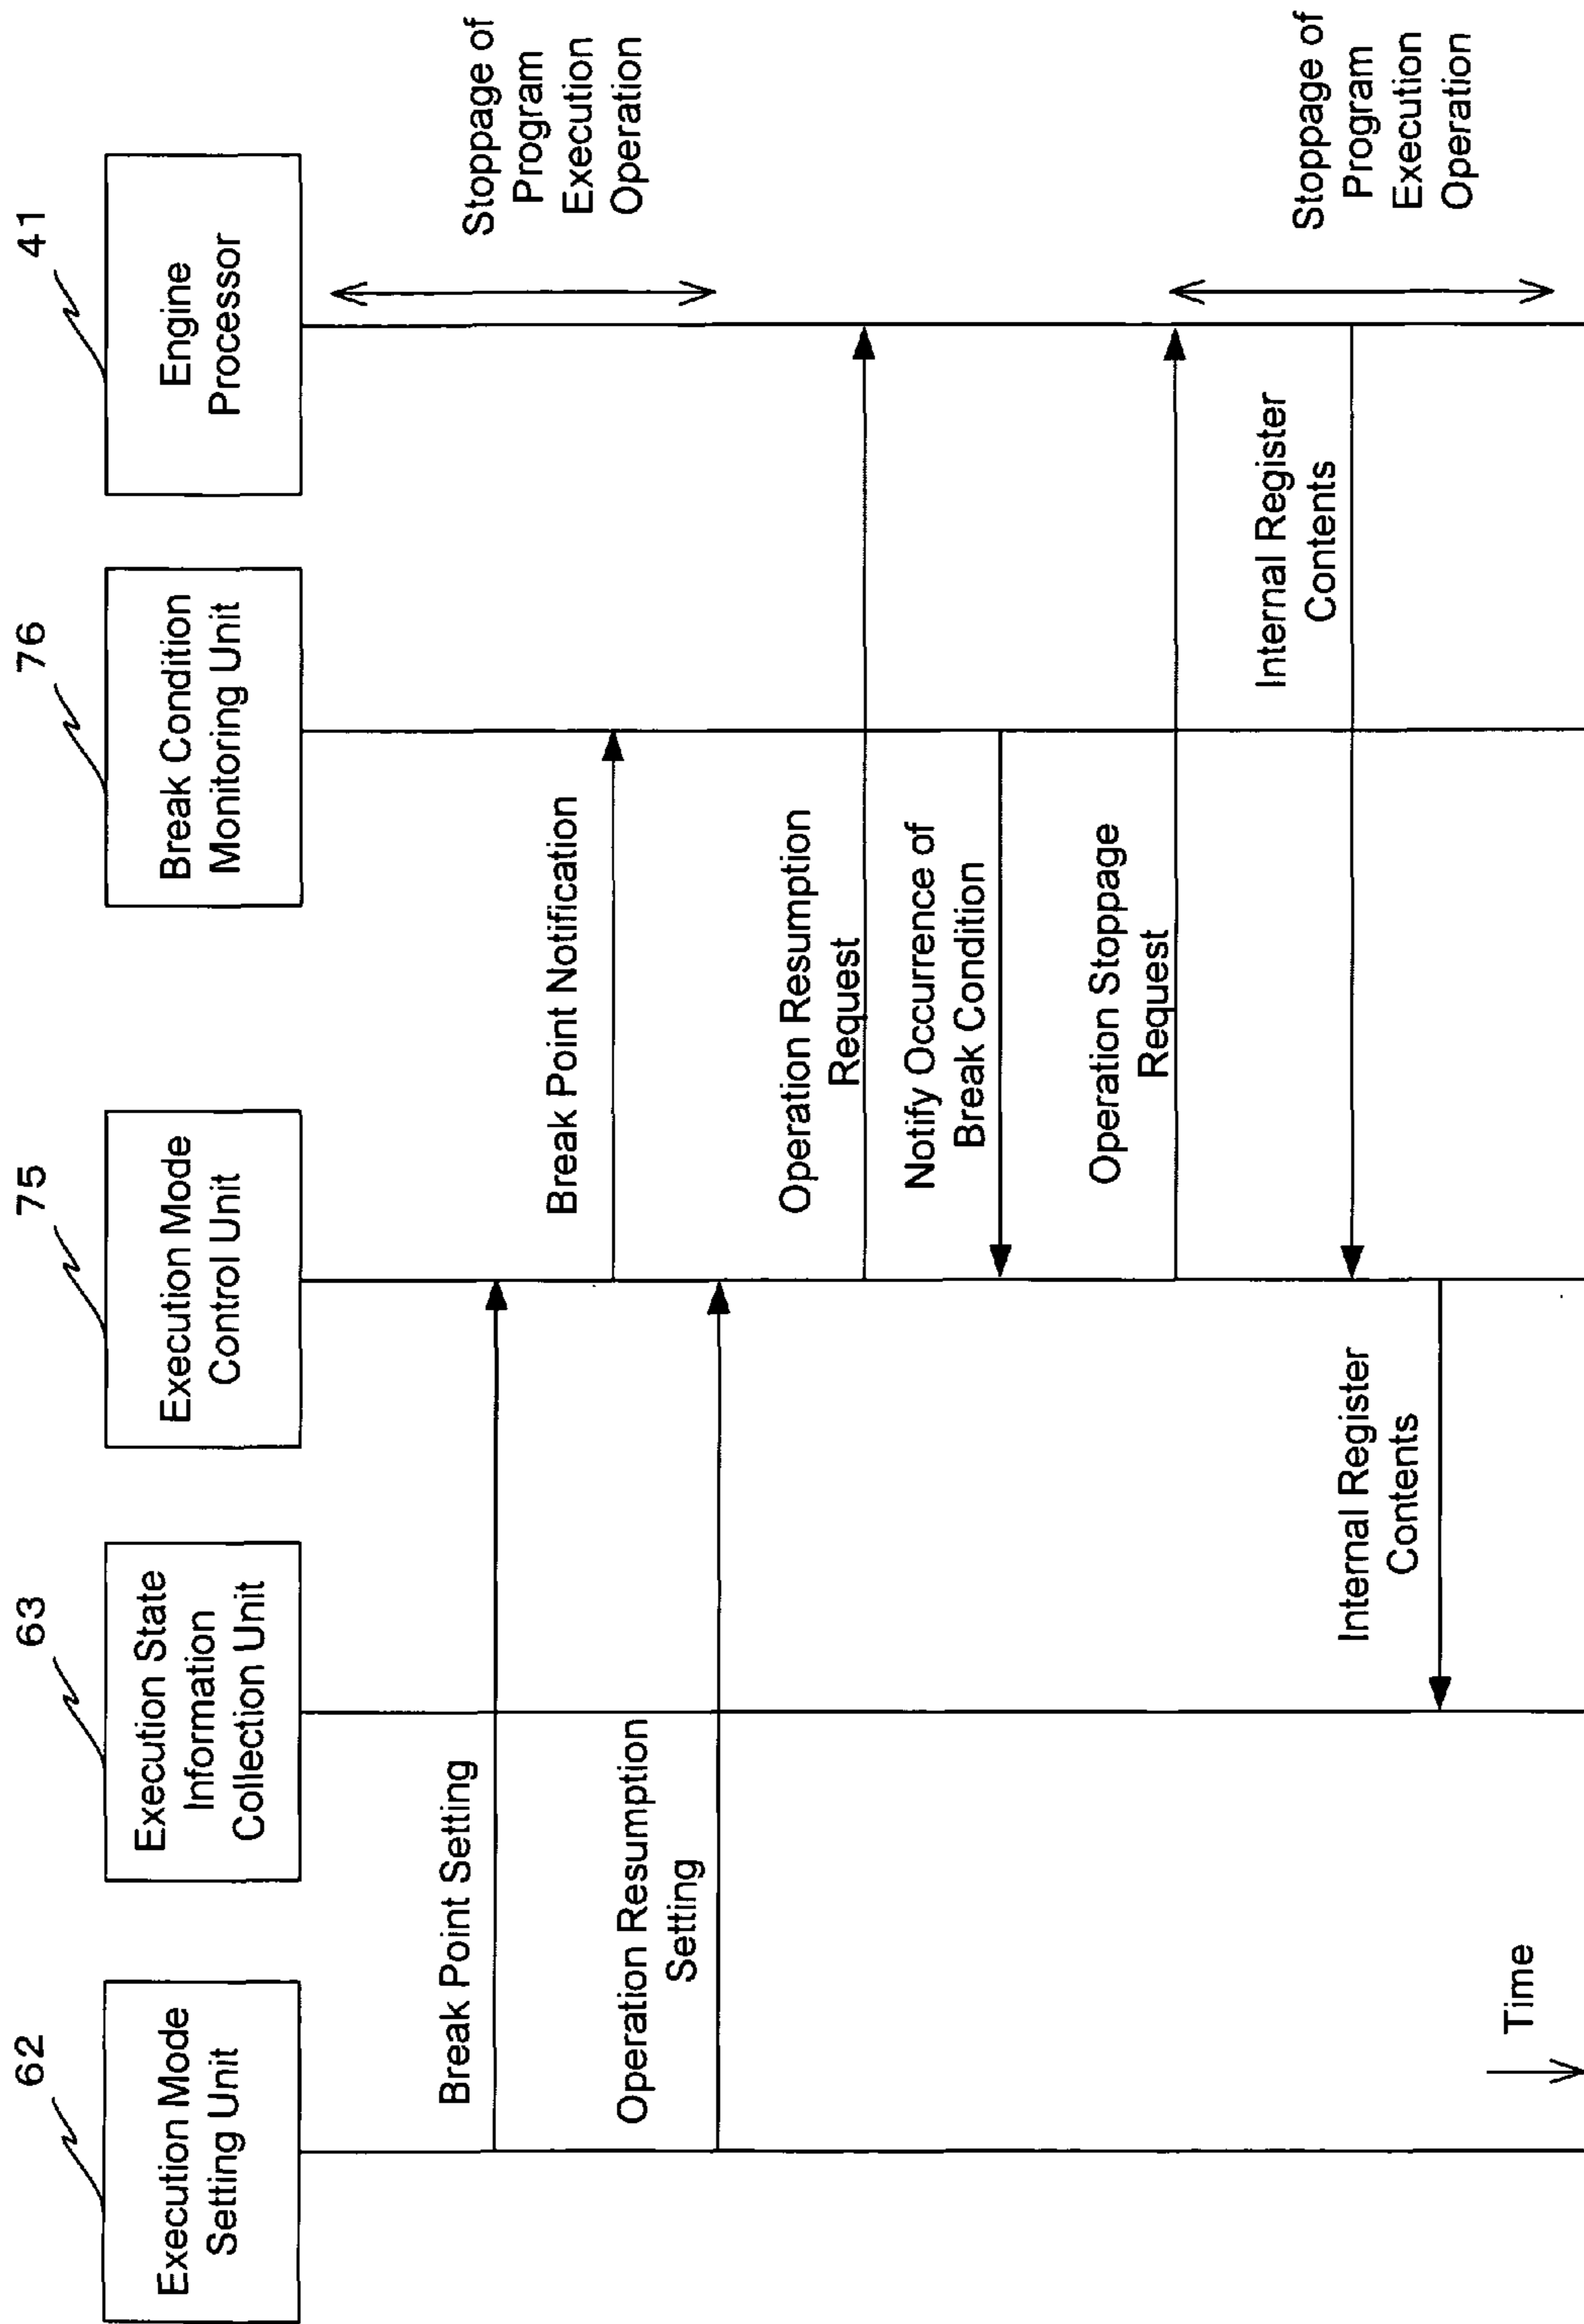 62
Execution Mode
Setting Unit
63
Execution State
Information
Collection Unit
75
Execution Mode
Control Unit
76
Break Condition
Monitoring Unit
41
Engine
Processor
Break Point Setting
Break Point Notification
Operation Resumption
Setting
Stoppage of
Program
Execution
Operation
Operation Resumption
Request
Notify Occurrence of
Break Condition
Operation Stoppage
Request
Internal Register
Contents
Internal Register
Contents
Stoppage of
Program
Execution
Operation
Time